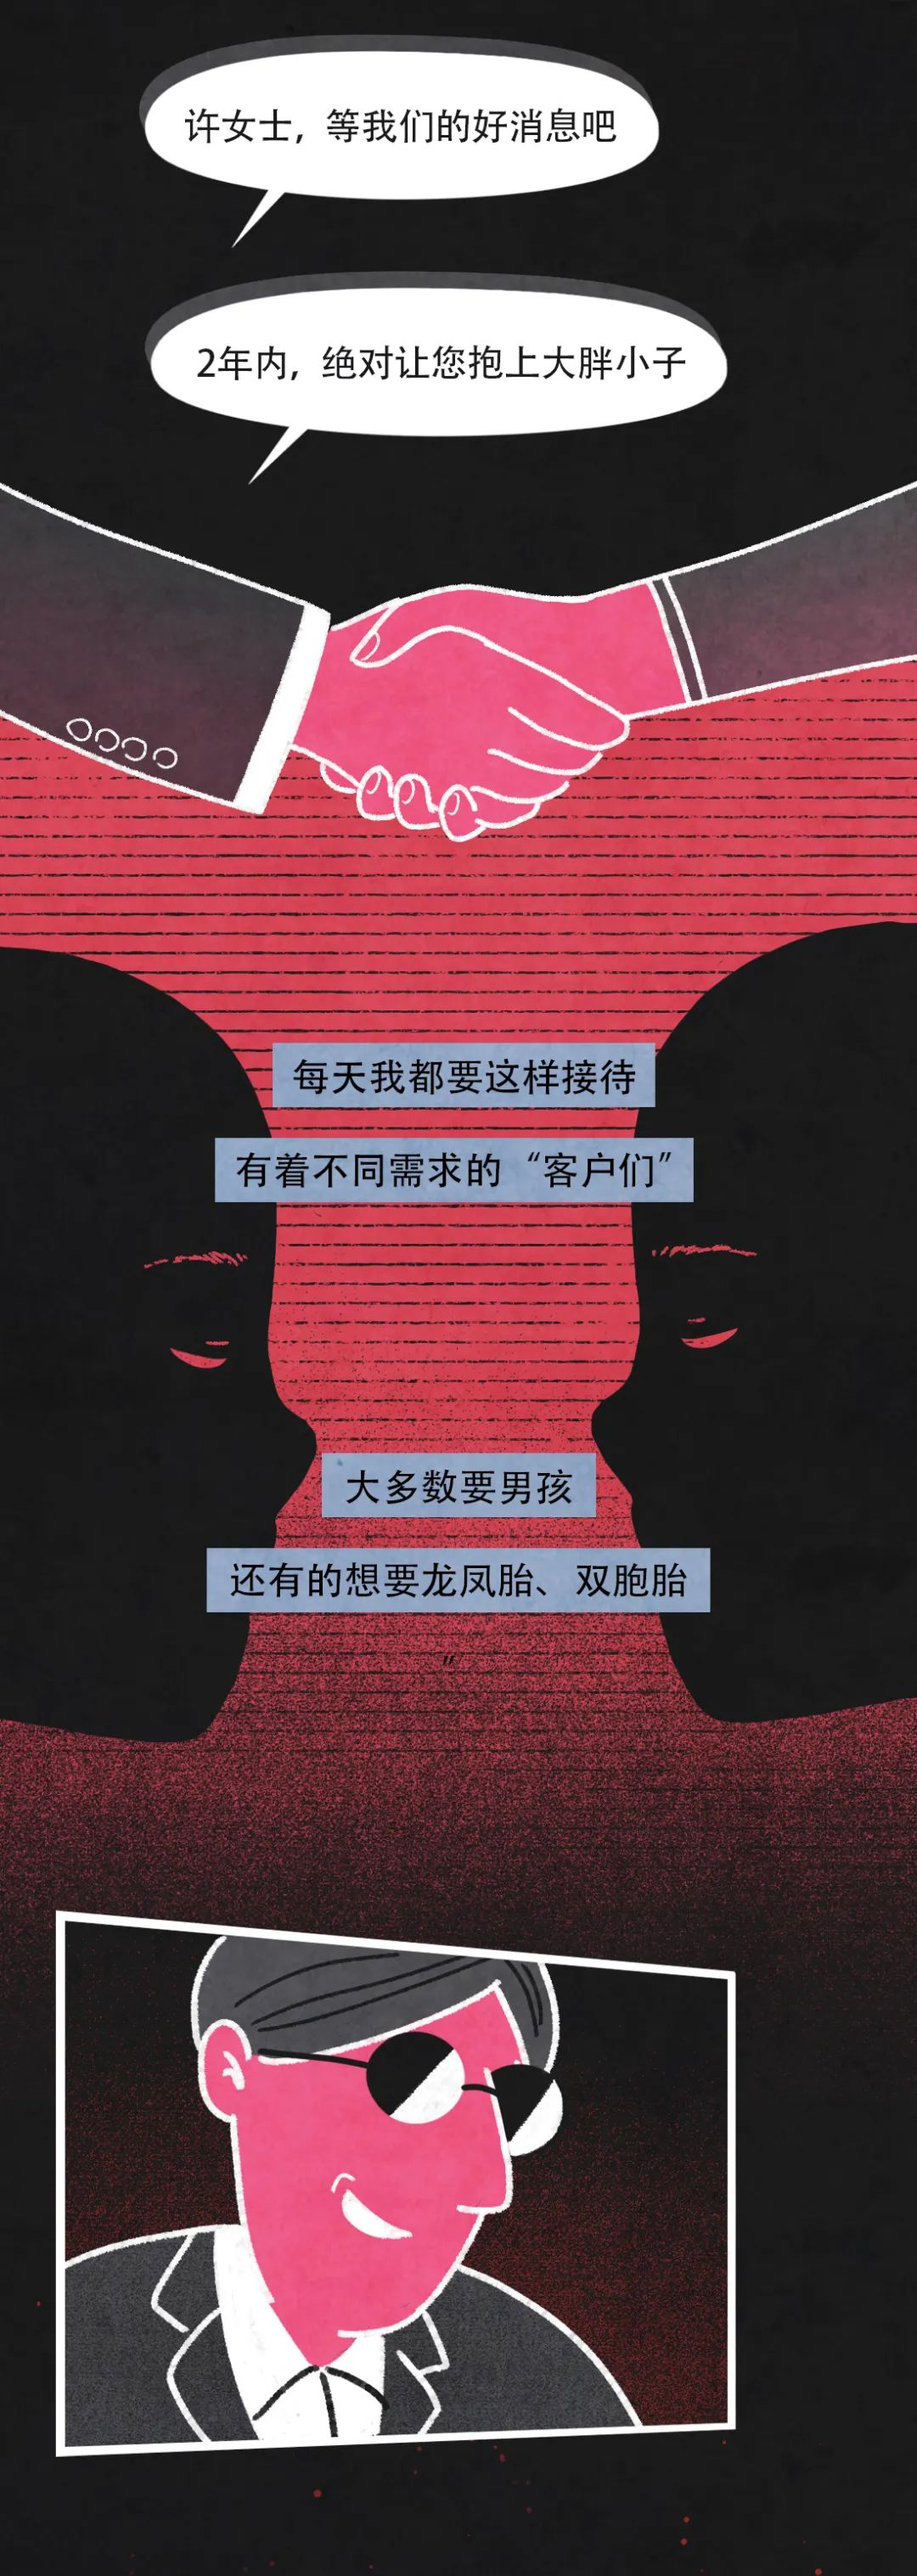 许女士，等我们的好消息吧
2年内，绝对让您抱上大胖小子
每天我都要这样接待
有着不同需求的“客户们”
大多数要男孩
还有的想要龙凤胎、双胞胎
”